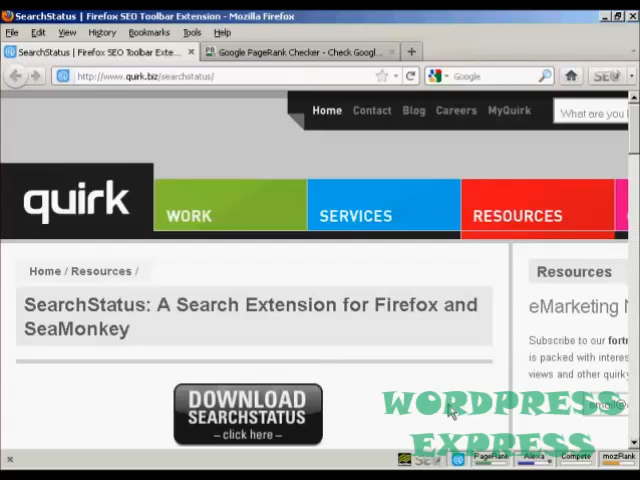 SearchStatus | Firefox SEO Toolbar Extension - Mozilla Firefox
File Edit View History Bookmarks Tools Help
SearchStatus | Firefox SEO Toolbar Exte... Google PageRank Checker - Check Googl...
http://www.quirk.biz/searchstatus/
Google
SEO
Home Contact Blog Careers MyQuirk
What are you l
quirk
WORK
SERVICES
RESOURCES
Home / Resources /
SearchStatus: A Search Extension for Firefox and
SeaMonkey
DOWNLOAD
SEARCHSTATUS
– click here –
Resources
eMarketing N
Subscribe to our fortn
is packed with interes
views and other quirky
email@
WORDPRESS
EXPRESS
SEO PageRank Alexa Compete mozRank